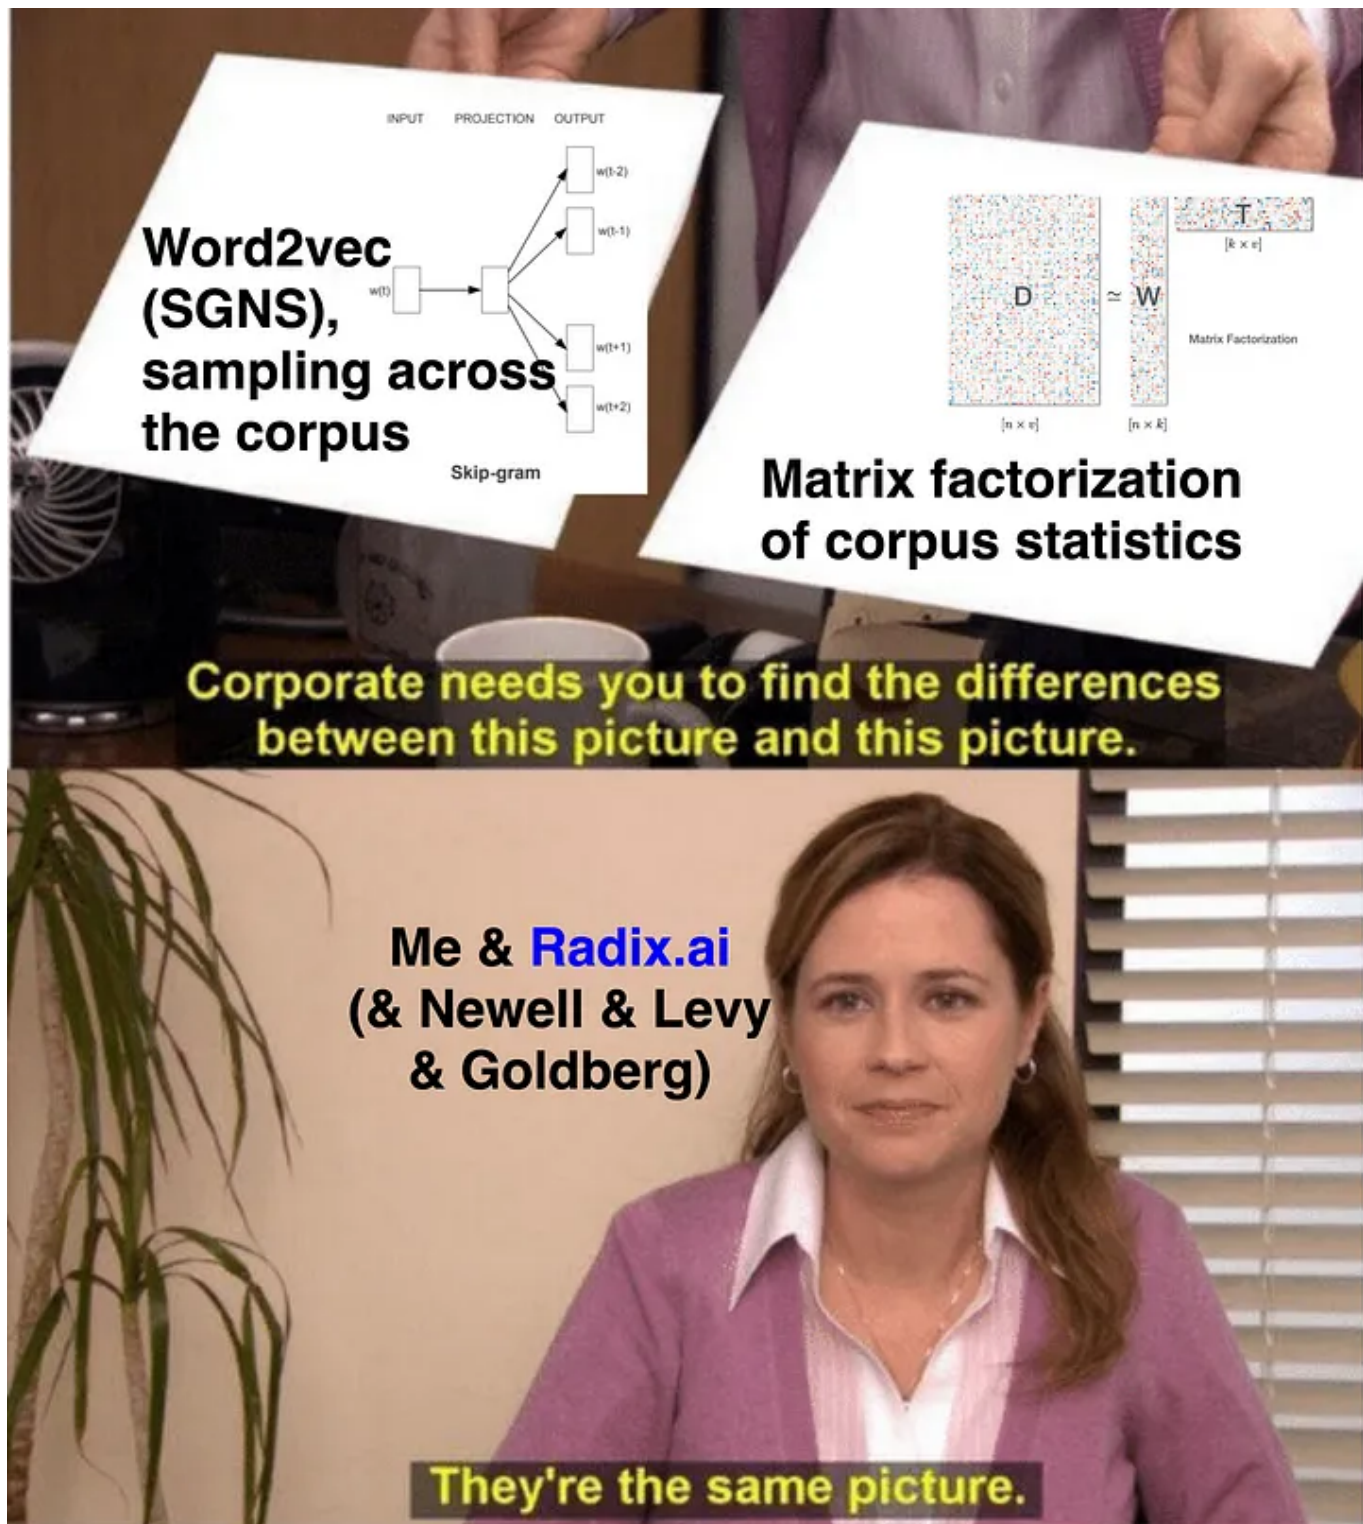 INPUT PROJECTION OUTPUT
w(t-2)
w(t-1)
w(t)
w(t+1)
w(t+2)
Skip-gram
Word2vec
(SGNS),
sampling across
the corpus
D ≃ W
T
[k × v]
Matrix Factorization
[n × v] [n × k]
Matrix factorization
of corpus statistics
Corporate needs you to find the differences
between this picture and this picture.
Me & Radix.ai
(& Newell & Levy
& Goldberg)
They're the same picture.